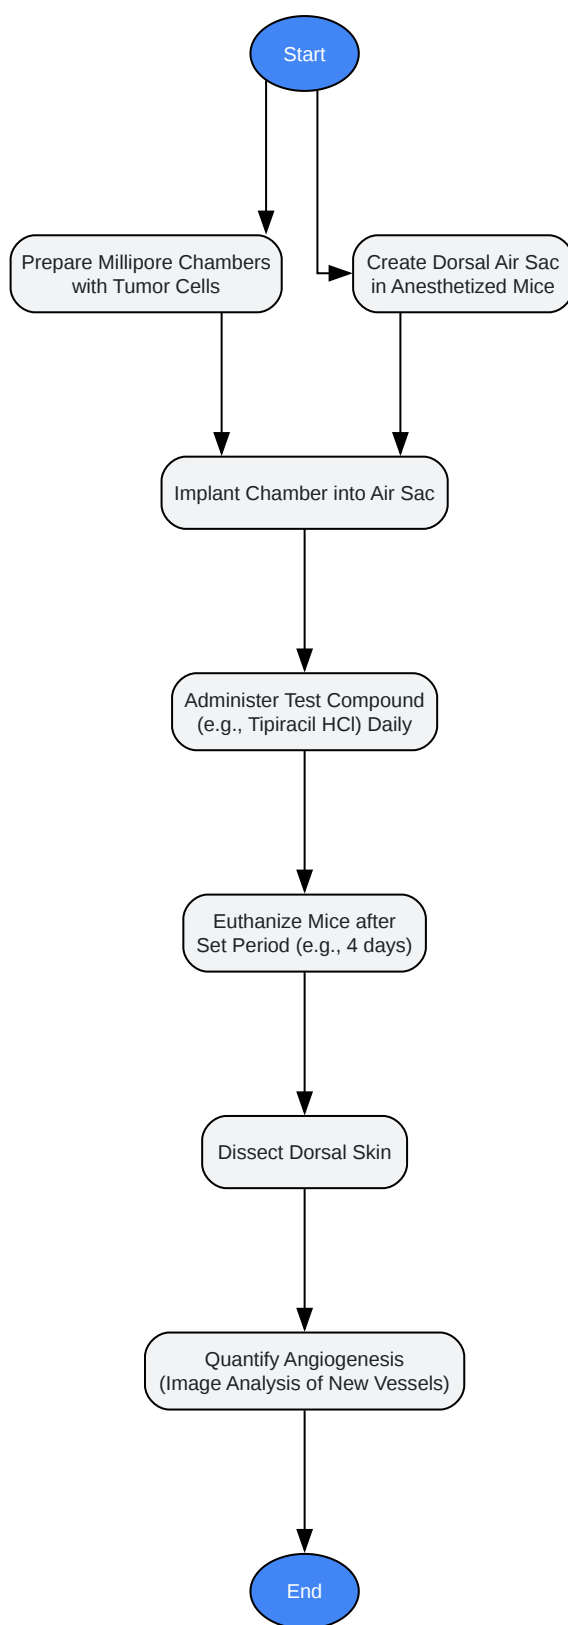 Start
Prepare Millipore Chambers
with Tumor Cells
Create Dorsal Air Sac
in Anesthetized Mice
Implant Chamber into Air Sac
Administer Test Compound
(e.g., Tipiracil HCl) Daily
Euthanize Mice after
Set Period (e.g., 4 days)
Dissect Dorsal Skin
Quantify Angiogenesis
(Image Analysis of New Vessels)
End